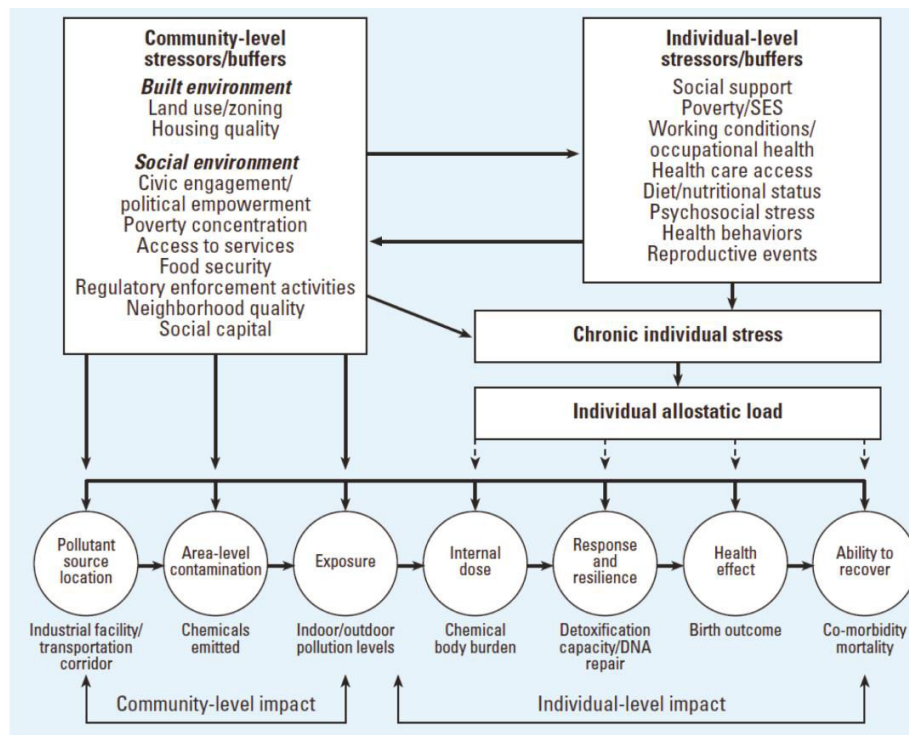 Community-level
stressors/buffers
Built environment
Land use/zoning
Housing quality
Social environment
Civic engagement/
political empowerment
Poverty concentration
Access to services
Food security
Regulatory enforcement activities
Neighborhood quality
Social capital
Individual-level
stressors/buffers
Social support
Poverty/SES
Working conditions/
occupational health
Health care access
Diet/nutritional status
Psychosocial stress
Health behaviors
Reproductive events
Chronic individual stress
Individual allostatic load
Pollutant
source
location
Area-level
contamination
Exposure
Internal
dose
Response
and
resilience
Health
effect
Ability to
recover
Industrial facility/
transportation
corridor
Chemicals
emitted
Indoor/outdoor
pollution levels
Chemical
body burden
Detoxification
capacity/DNA
repair
Birth outcome
Co-morbidity
mortality
Community-level impact
Individual-level impact